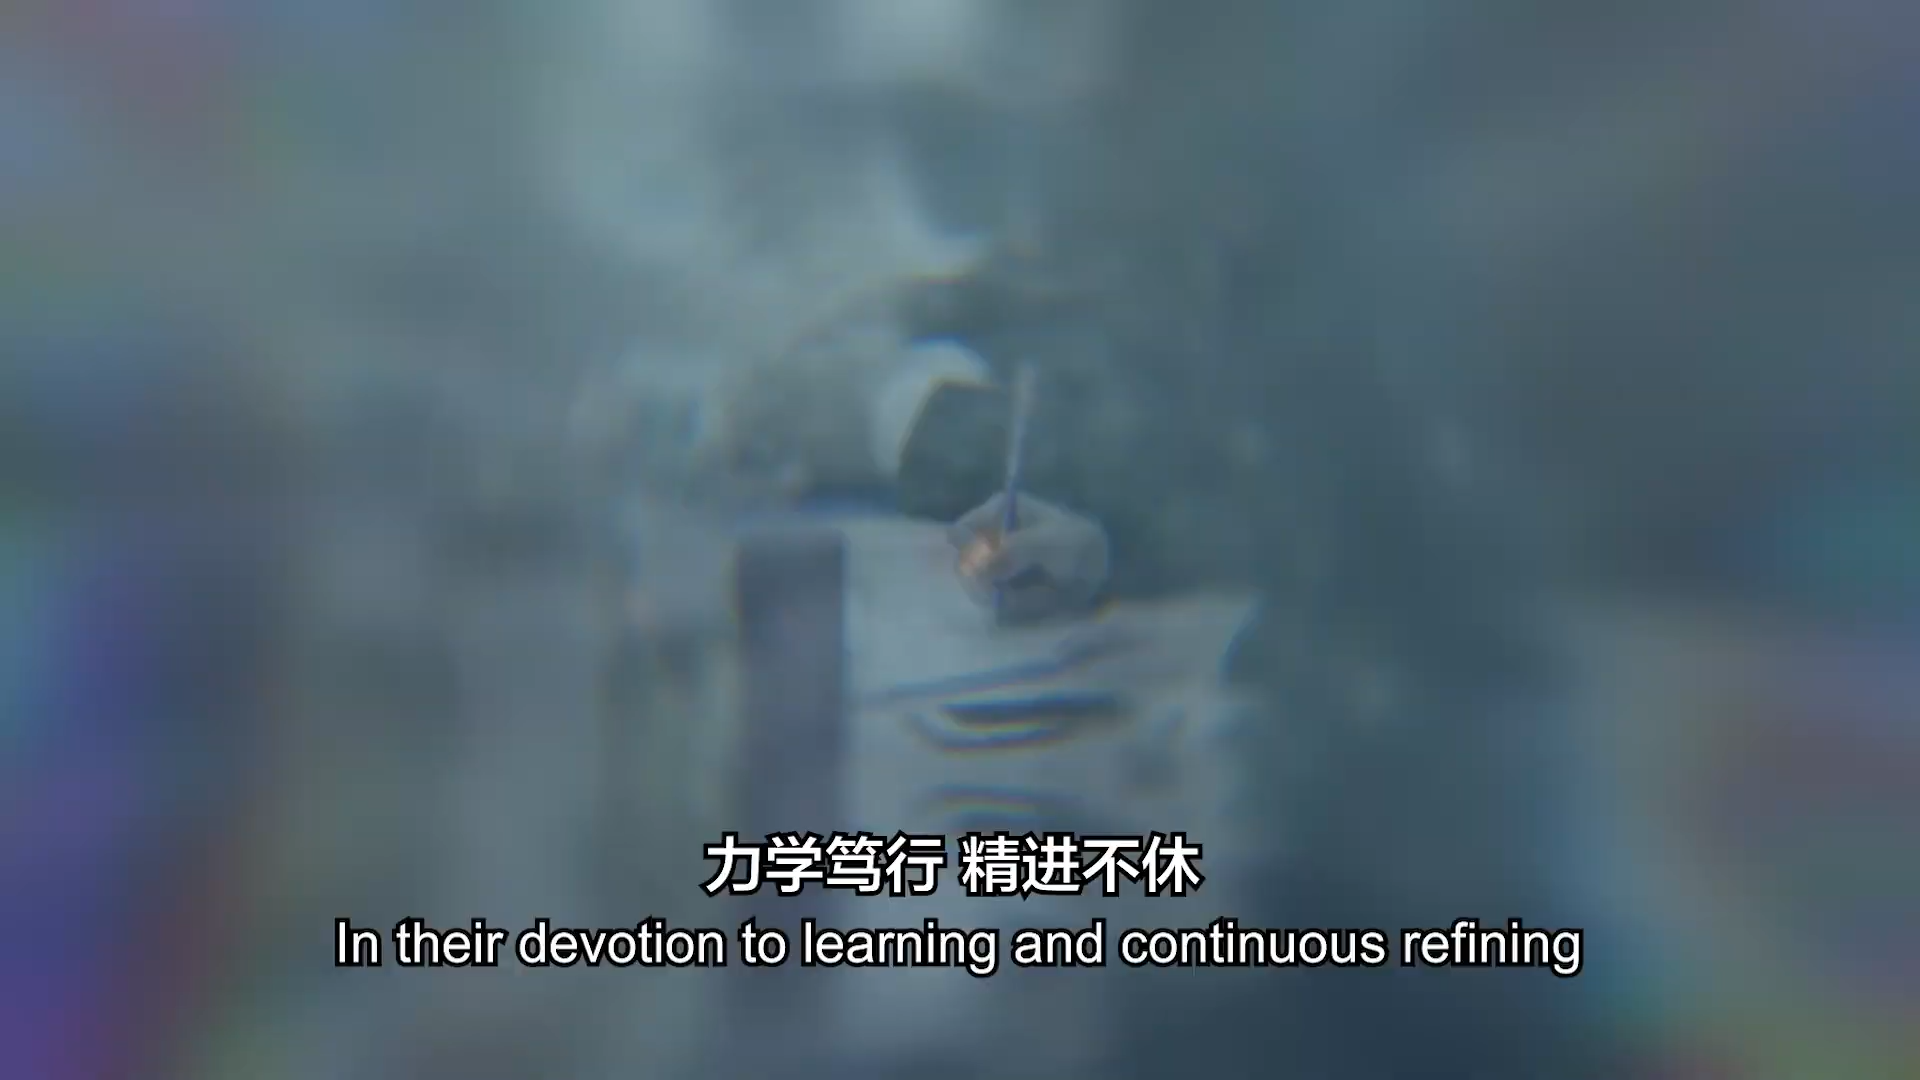 力学笃行 精进不休
In their devotion to learning and continuous refining